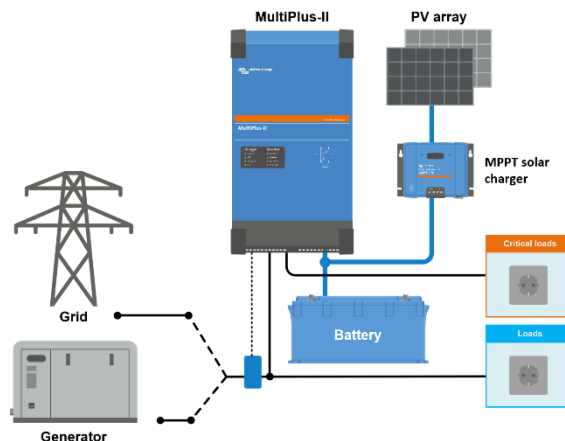 MultiPlus-II
PV array
MultiPlus-II
MPPT solar
charger
Critical loads
Grid
Battery
Loads
Generator